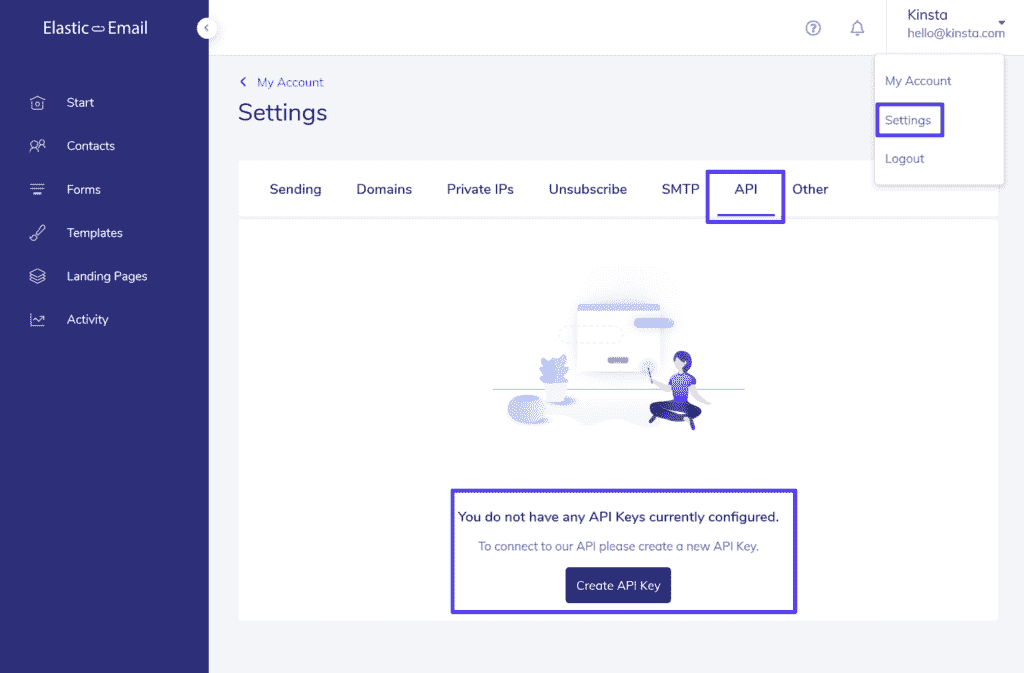 Elastic Email
Kinsta
hello@kinsta.com
My Account
Settings
Logout
Start
Contacts
Forms
Templates
Landing Pages
Activity
My Account
Settings
Sending Domains Private IPs Unsubscribe SMTP API Other
You do not have any API Keys currently configured.
To connect to our API please create a new API Key.
Create API Key